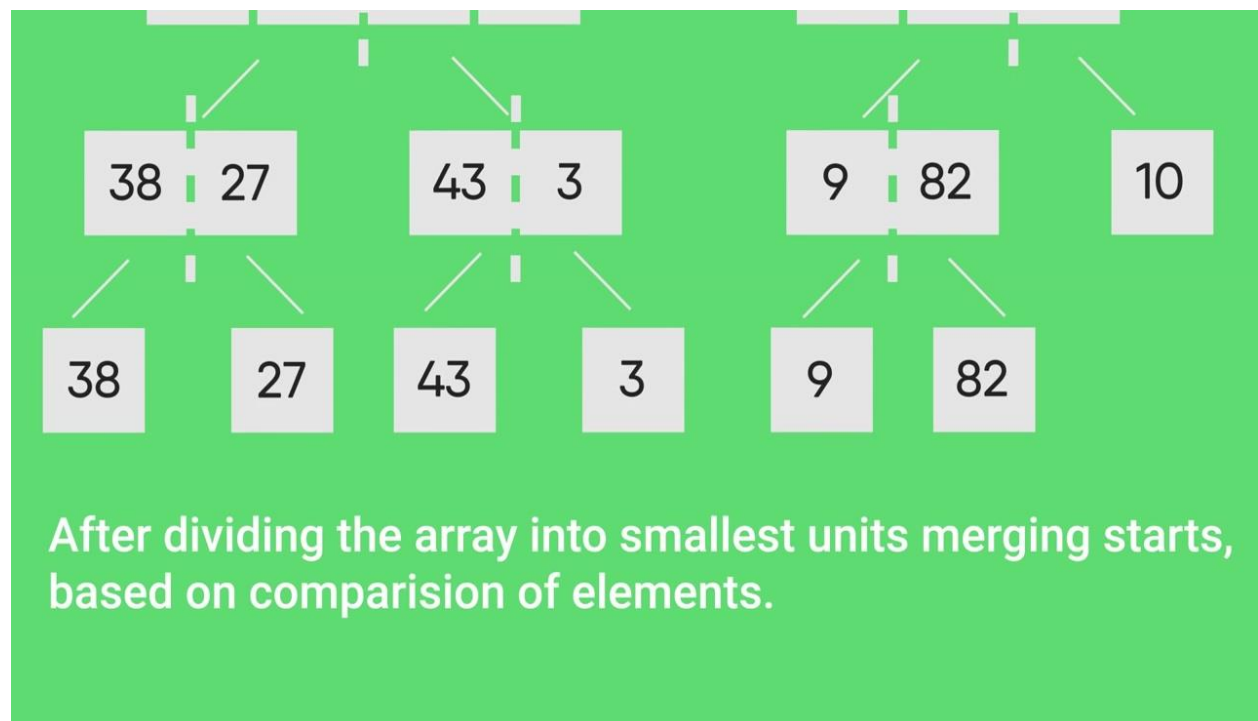 38 27 43 3 9 82 10
38 27 43 3 9 82
After dividing the array into smallest units merging starts,
based on comparision of elements.